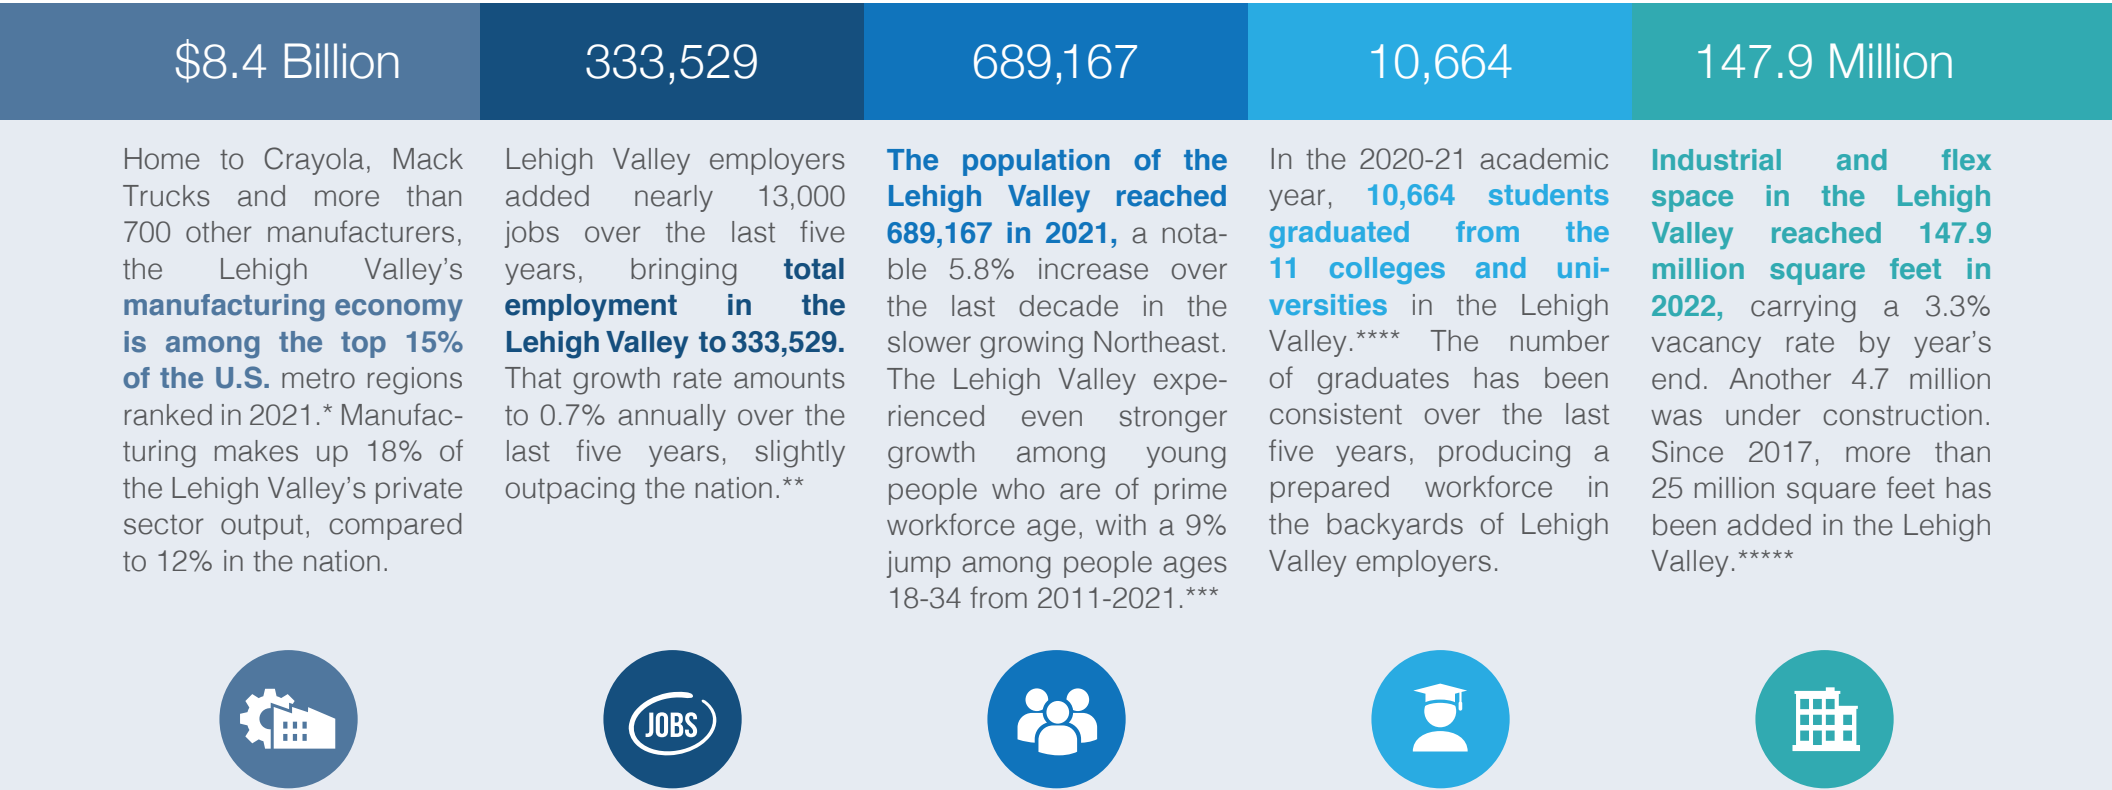 $8.4 Billion
333,529
689,167
10,664
147.9 Million
Home to Crayola, Mack
Trucks and more than
700 other manufacturers,
the Lehigh Valley's
manufacturing economy
is among the top 15%
of the U.S. metro regions
ranked in 2021.* Manufac-
turing makes up 18% of
the Lehigh Valley's private
sector output, compared
to 12% in the nation.
Lehigh Valley employers
added nearly 13,000
jobs over the last five
years, bringing total
employment in the
Lehigh Valley to 333,529.
That growth rate amounts
to 0.7% annually over the
last five years, slightly
outpacing the nation.**
The population of the
Lehigh Valley reached
689,167 in 2021, a nota-
ble 5.8% increase over
the last decade in the
slower growing Northeast.
The Lehigh Valley expe-
rienced even stronger
growth among young
people who are of prime
workforce age, with a 9%
jump among people ages
18-34 from 2011-2021.***
In the 2020-21 academic
year, 10,664 students
graduated from the
11 colleges and uni-
versities in the Lehigh
Valley.**** The number
of graduates has been
consistent over the last
five years, producing a
prepared workforce in
the backyards of Lehigh
Valley employers.
Industrial and flex
space in the Lehigh
Valley reached 147.9
million square feet in
2022, carrying a 3.3%
vacancy rate by year's
end. Another 4.7 million
was under construction.
Since 2017, more than
25 million square feet has
been added in the Lehigh
Valley.*****
JOBS